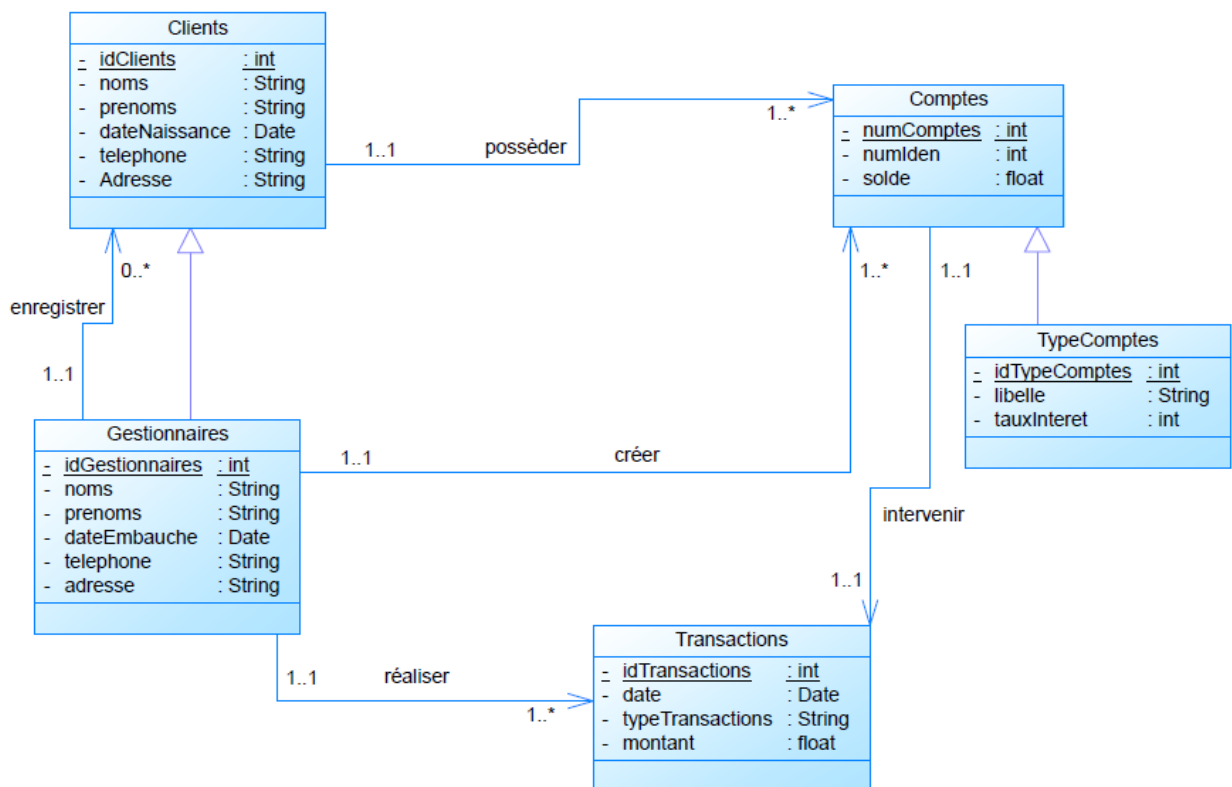 Clients
- idClients : int
- noms : String
- prenoms : String
- dateNaissance : Date
- telephone : String
- Adresse : String
1..1
possèder
1..*
Comptes
- numComptes : int
- numIden : int
- solde : float
0..*
enregistrer
1..1
1..*
1..1
TypeComptes
- idTypeComptes : int
- libelle : String
- tauxInteret : int
Gestionnaires
- idGestionnaires : int
- noms : String
- prenoms : String
- dateEmbauche : Date
- telephone : String
- adresse : String
1..1
créer
intervenir
1..1
Transactions
- idTransactions : int
- date : Date
- typeTransactions : String
- montant : float
1..1
réaliser
1..*